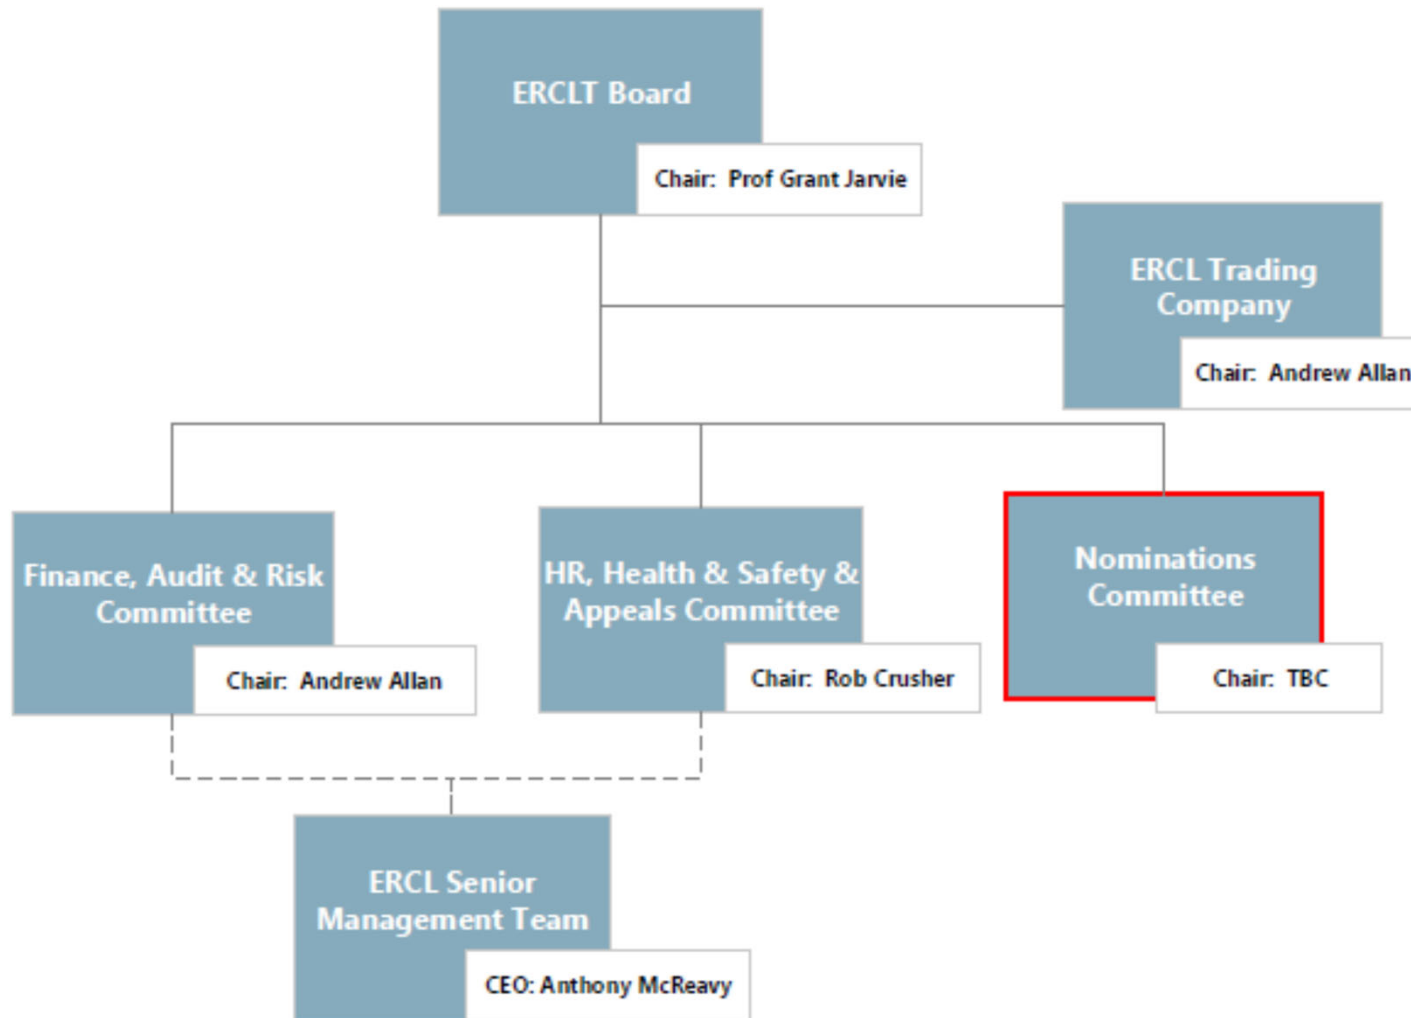 ERCLT Board
Chair: Prof Grant Jarvie
ERCL Trading
Company
Chair: Andrew Allan
Finance, Audit & Risk
Committee
Chair: Andrew Allan
HR, Health & Safety &
Appeals Committee
Chair: Rob Crusher
Nominations
Committee
Chair: TBC
ERCL Senior
Management Team
CEO: Anthony McReavy